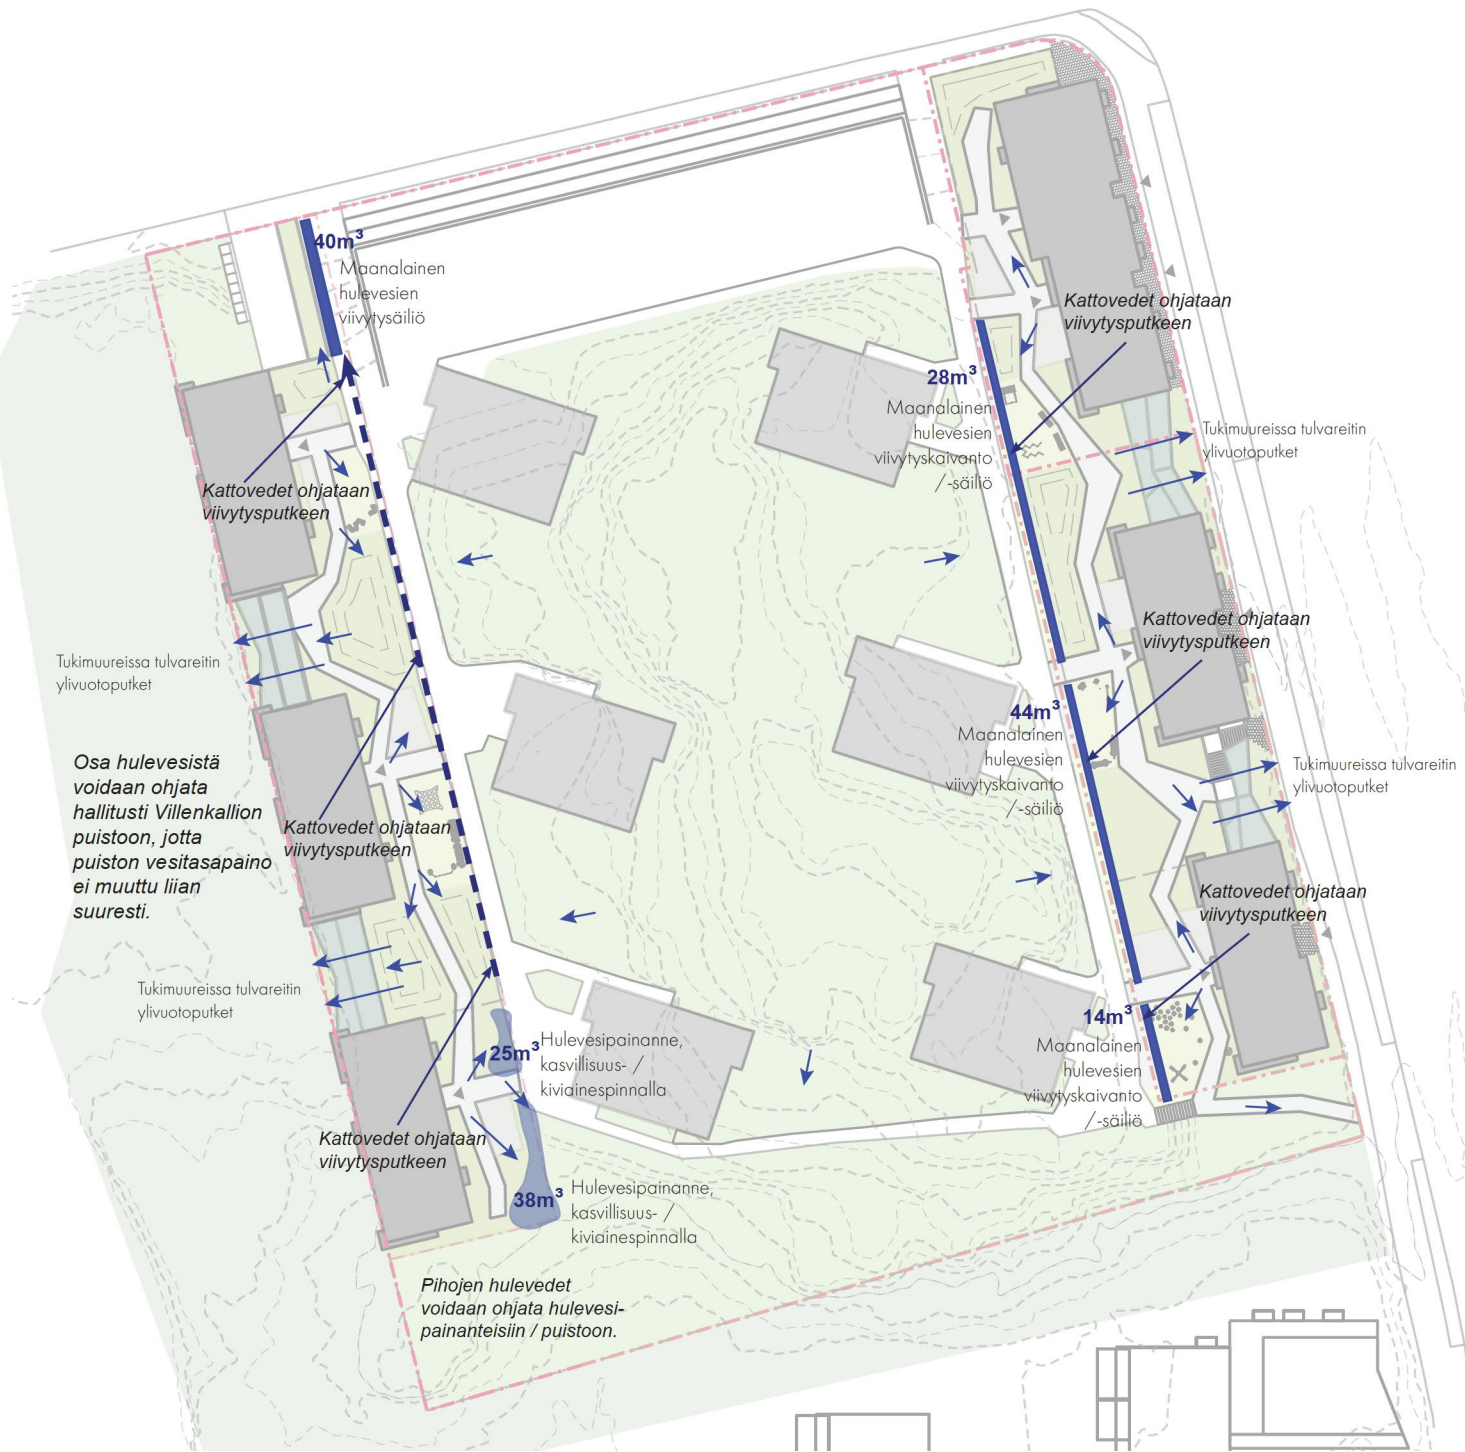 40m³
Maanalainen
hulevesien
viivytysäiliö
Kattovedet ohjataan
viivytysputkeen
28m³
Maanalainen
hulevesien
viivytyskaivanto
/-säiliö
Kattovedet ohjataan
viivytysputkeen
Tukimuureissa tulvareitin
ylivuotoputket
Kattovedet ohjataan
viivytysputkeen
Tukimuureissa tulvareitin
ylivuotoputket
44m³
Maanalainen
hulevesien
viivytyskaivanto
/-säiliö
Tukimuureissa tulvareitin
ylivuotoputket
Osa hulevesistä
voidaan ohjata
hallitusti Villenkallion
puistoon, jotta
puiston vesitasapaino
ei muuttu liian
suuresti.
Kattovedet ohjataan
viivytysputkeen
Kattovedet ohjataan
viivytysputkeen
Tukimuureissa tulvareitin
ylivuotoputket
14m³
Maanalainen
hulevesien
viivytyskaivanto
/-säiliö
25m³
Hulevesipainanne,
kasvillisuus- /
kiviainespinnalla
Kattovedet ohjataan
viivytysputkeen
38m³
Hulevesipainanne,
kasvillisuus- /
kiviainespinnalla
Pihojen hulevedet
voidaan ohjata hulevesi-
painanteisiin / puistoon.